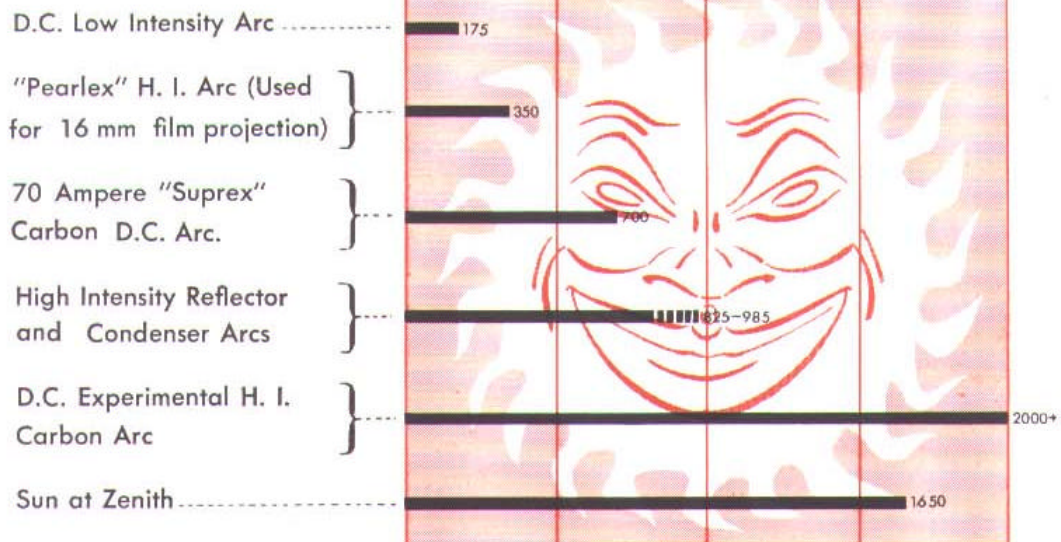 D.C. Low Intensity Arc ................ 175
"Pearlex" H. I. Arc (Used
for 16 mm film projection) 350
70 Ampere "Suprex"
Carbon D.C. Arc. 700
High Intensity Reflector
and Condenser Arcs 825–985
D.C. Experimental H. I.
Carbon Arc 2000+
Sun at Zenith ................ 1650